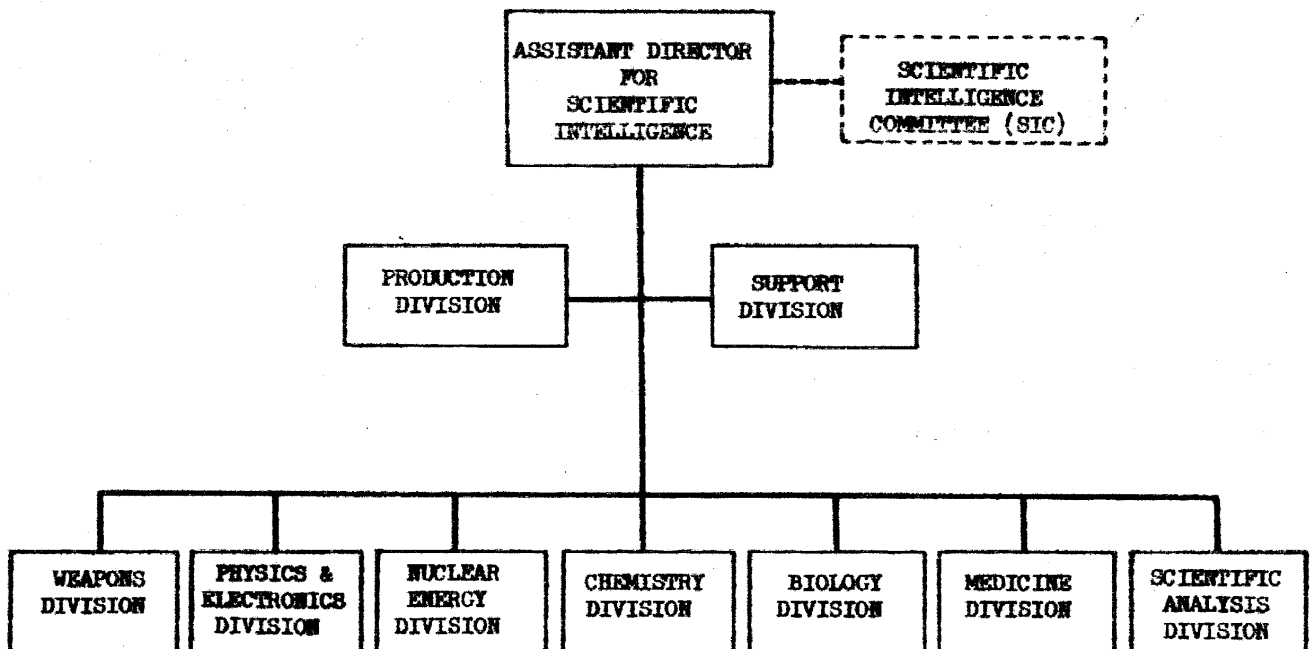 ASSISTANT DIRECTOR
FOR
SCIENTIFIC
INTELLIGENCE
SCIENTIFIC
INTELLIGENCE
COMMITTEE (SIC)
PRODUCTION
DIVISION
SUPPORT
DIVISION
WEAPONS
DIVISION
PHYSICS &
ELECTRONICS
DIVISION
NUCLEAR
ENERGY
DIVISION
CHEMISTRY
DIVISION
BIOLOGY
DIVISION
MEDICINE
DIVISION
SCIENTIFIC
ANALYSIS
DIVISION